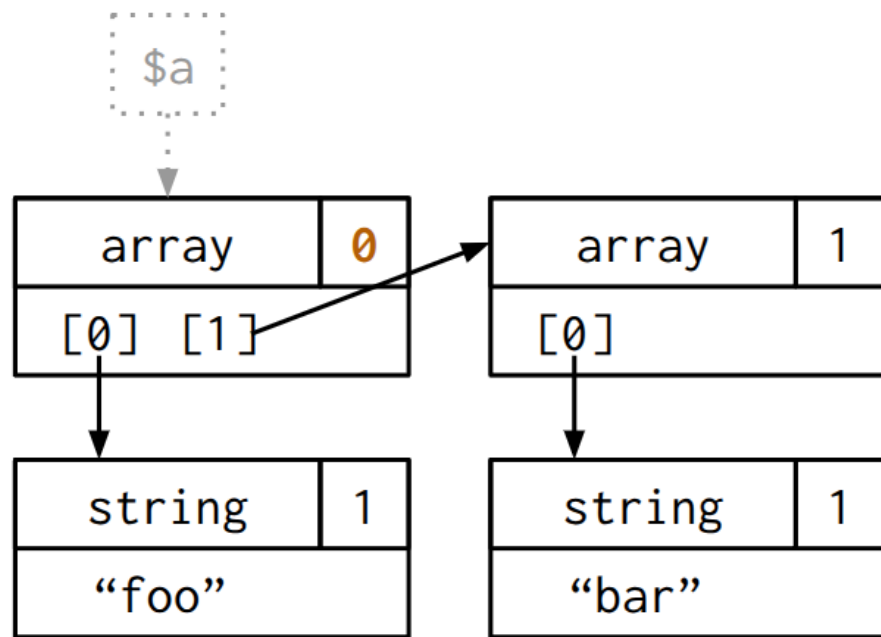 $a
array 0
array 1
[0] [1]
[0]
string 1
string 1
“foo”
“bar”